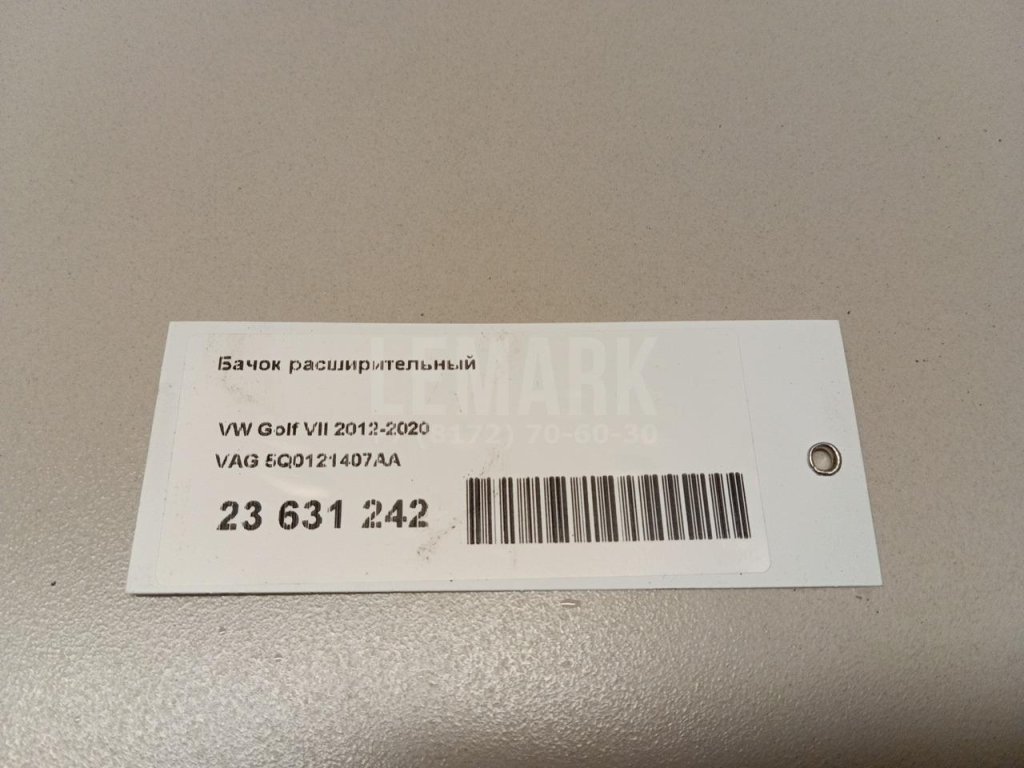 Бачок расширительный
LEMARK
(8172) 70-60-30
VW Golf VII 2012-2020
VAG 5Q0121407AA
23 631 242